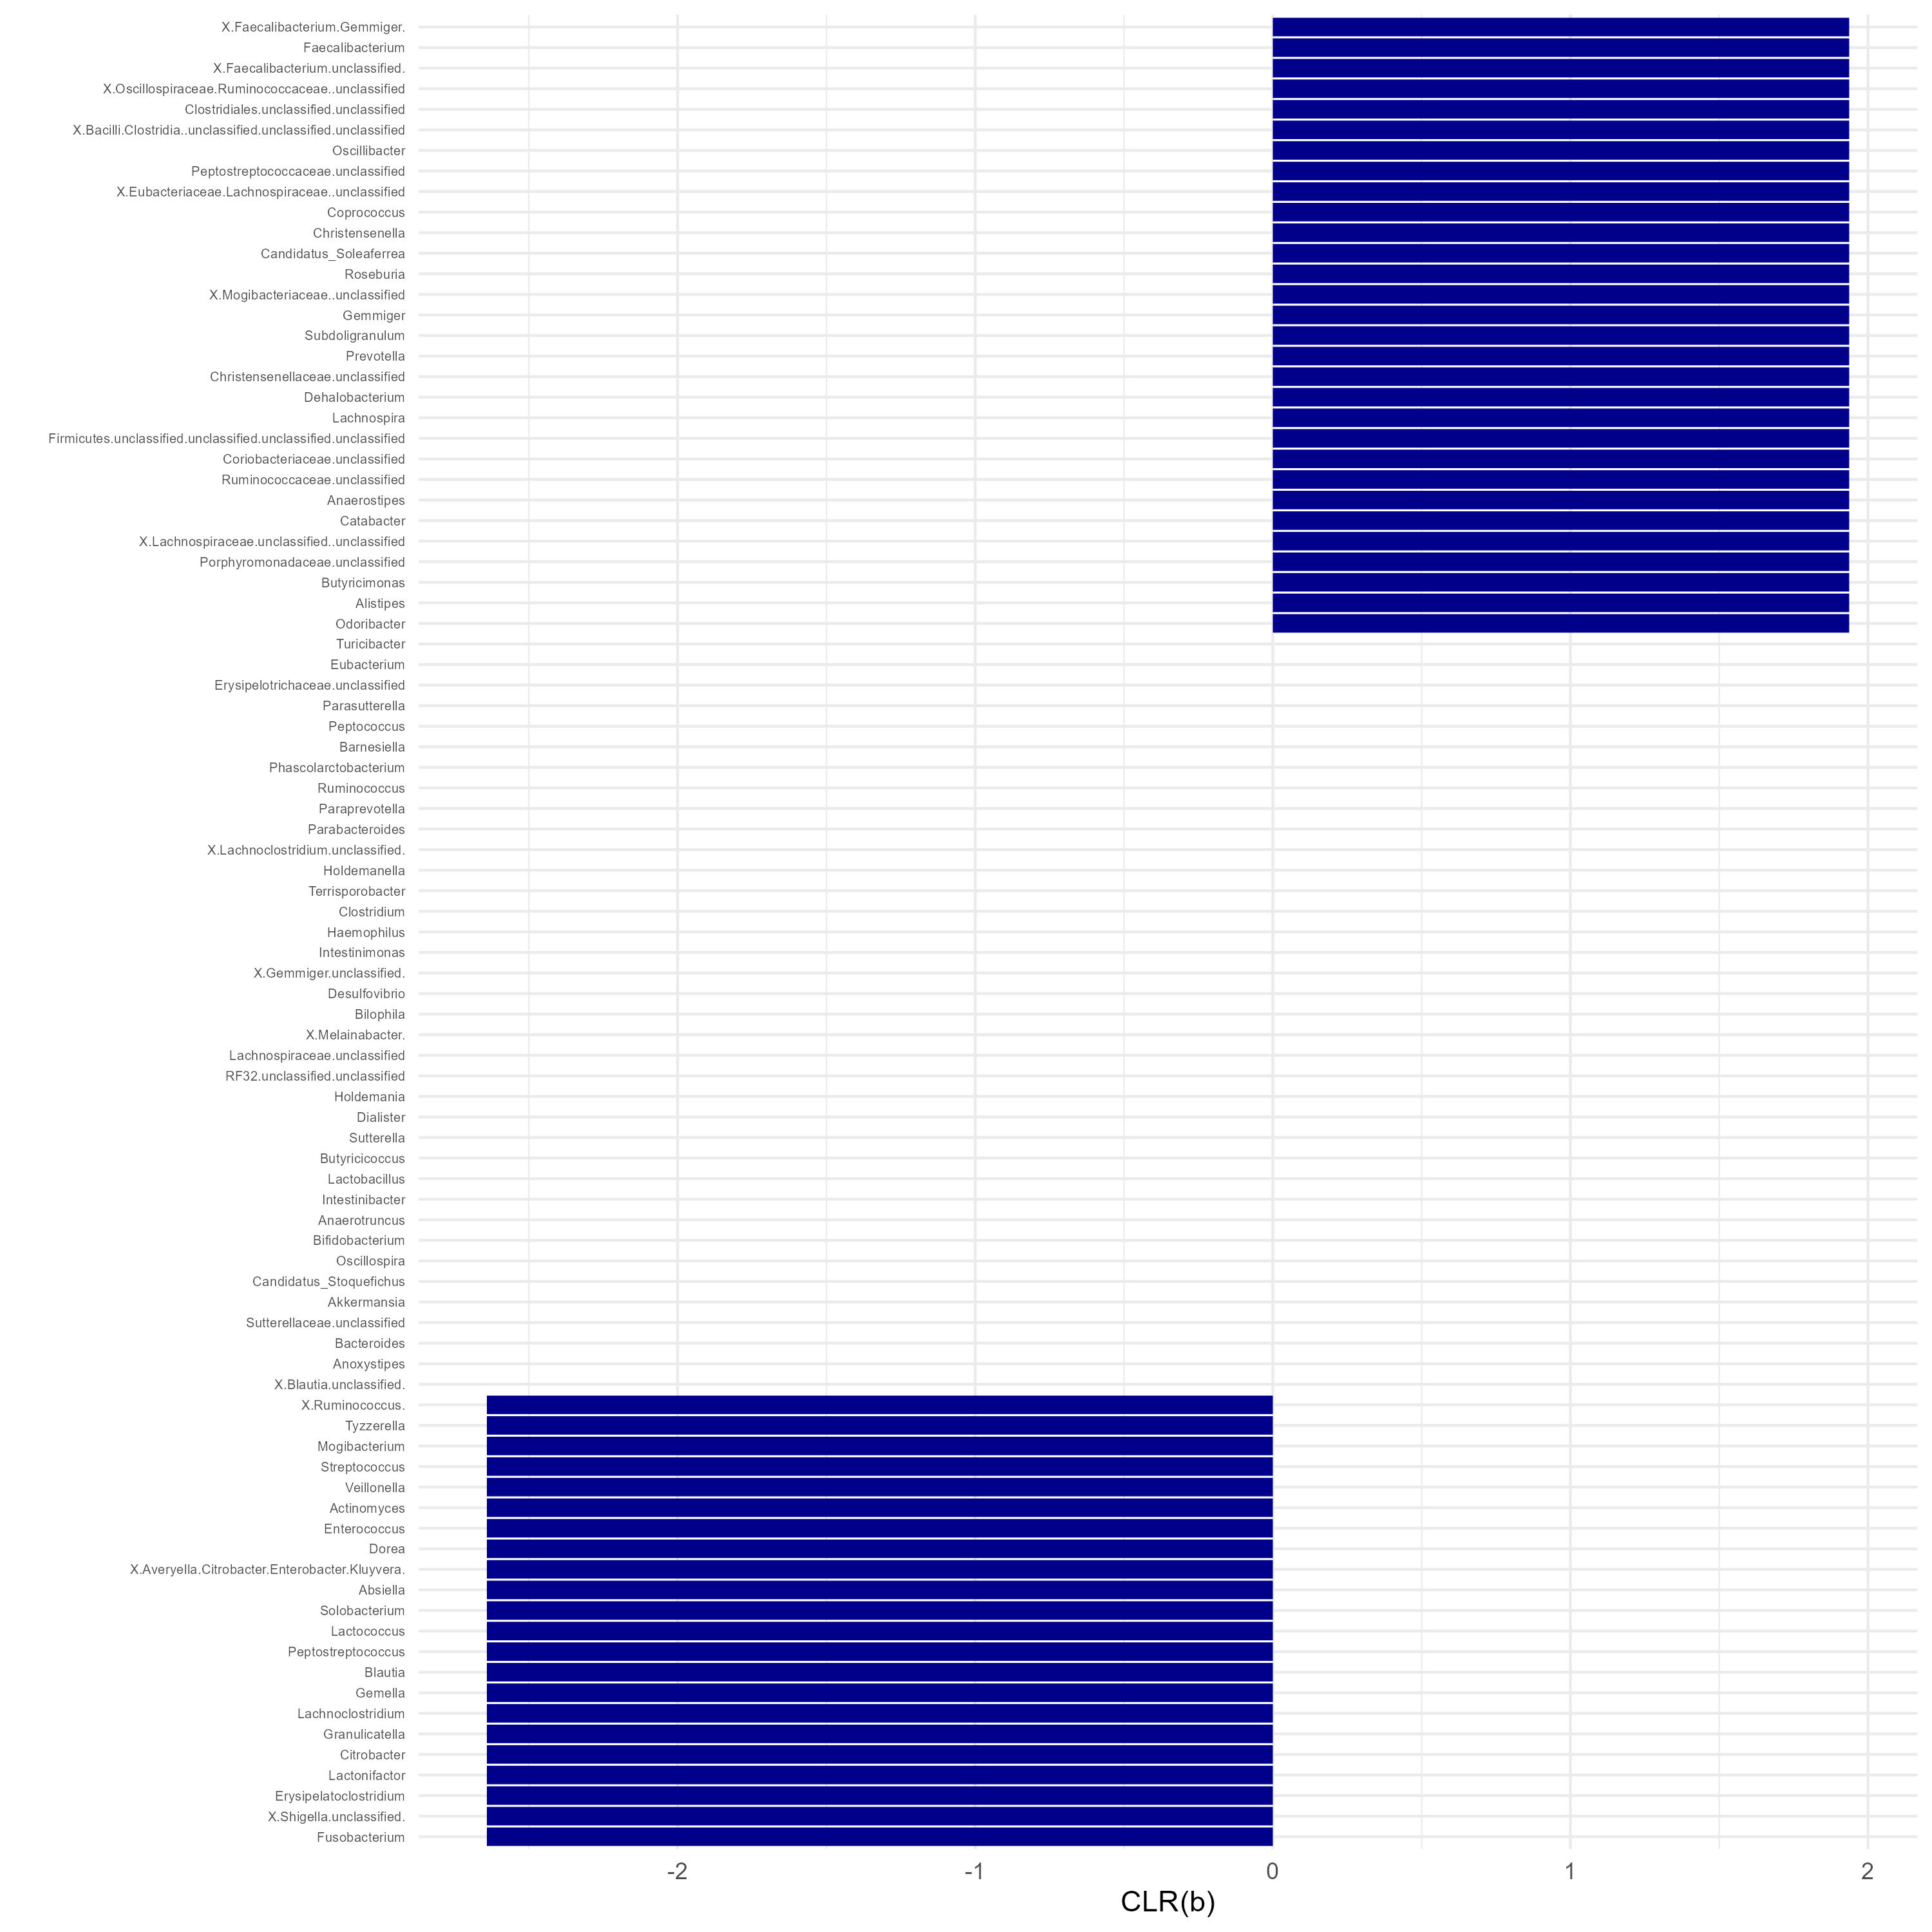 X.Faecalibacterium.Gemmiger.
Faecalibacterium
X.Faecalibacterium.unclassified.
X.Oscillospiraceae.Ruminococcaceae..unclassified
Clostridiales.unclassified.unclassified
X.Bacilli.Clostridia..unclassified.unclassified.unclassified
Oscillibacter
Peptostreptococcaceae.unclassified
X.Eubacteriaceae.Lachnospiraceae..unclassified
Coprococcus
Christensenella
Candidatus_Soleaferrea
Roseburia
X.Mogibacteriaceae..unclassified
Gemmiger
Subdoligranulum
Prevotella
Christensenellaceae.unclassified
Dehalobacterium
Lachnospira
Firmicutes.unclassified.unclassified.unclassified.unclassified
Coriobacteriaceae.unclassified
Ruminococcaceae.unclassified
Anaerostipes
Catabacter
X.Lachnospiraceae.unclassified..unclassified
Porphyromonadaceae.unclassified
Butyricimonas
Alistipes
Odoribacter
Turicibacter
Eubacterium
Erysipelotrichaceae.unclassified
Parasutterella
Peptococcus
Barnesiella
Phascolarctobacterium
Ruminococcus
Paraprevotella
Parabacteroides
X.Lachnoclostridium.unclassified.
Holdemanella
Terrisporobacter
Clostridium
Haemophilus
Intestinimonas
X.Gemmiger.unclassified.
Desulfovibrio
Bilophila
X.Melainabacter.
Lachnospiraceae.unclassified
RF32.unclassified.unclassified
Holdemania
Dialister
Sutterella
Butyricicoccus
Lactobacillus
Intestinibacter
Anaerotruncus
Bifidobacterium
Oscillospira
Candidatus_Stoquefichus
Akkermansia
Sutterellaceae.unclassified
Bacteroides
Anoxystipes
X.Blautia.unclassified.
X.Ruminococcus.
Tyzzerella
Mogibacterium
Streptococcus
Veillonella
Actinomyces
Enterococcus
Dorea
X.Averyella.Citrobacter.Enterobacter.Kluyvera.
Absiella
Solobacterium
Lactococcus
Peptostreptococcus
Blautia
Gemella
Lachnoclostridium
Granulicatella
Citrobacter
Lactonifactor
Erysipelatoclostridium
X.Shigella.unclassified.
Fusobacterium
-2 -1 0 1 2
CLR(b)